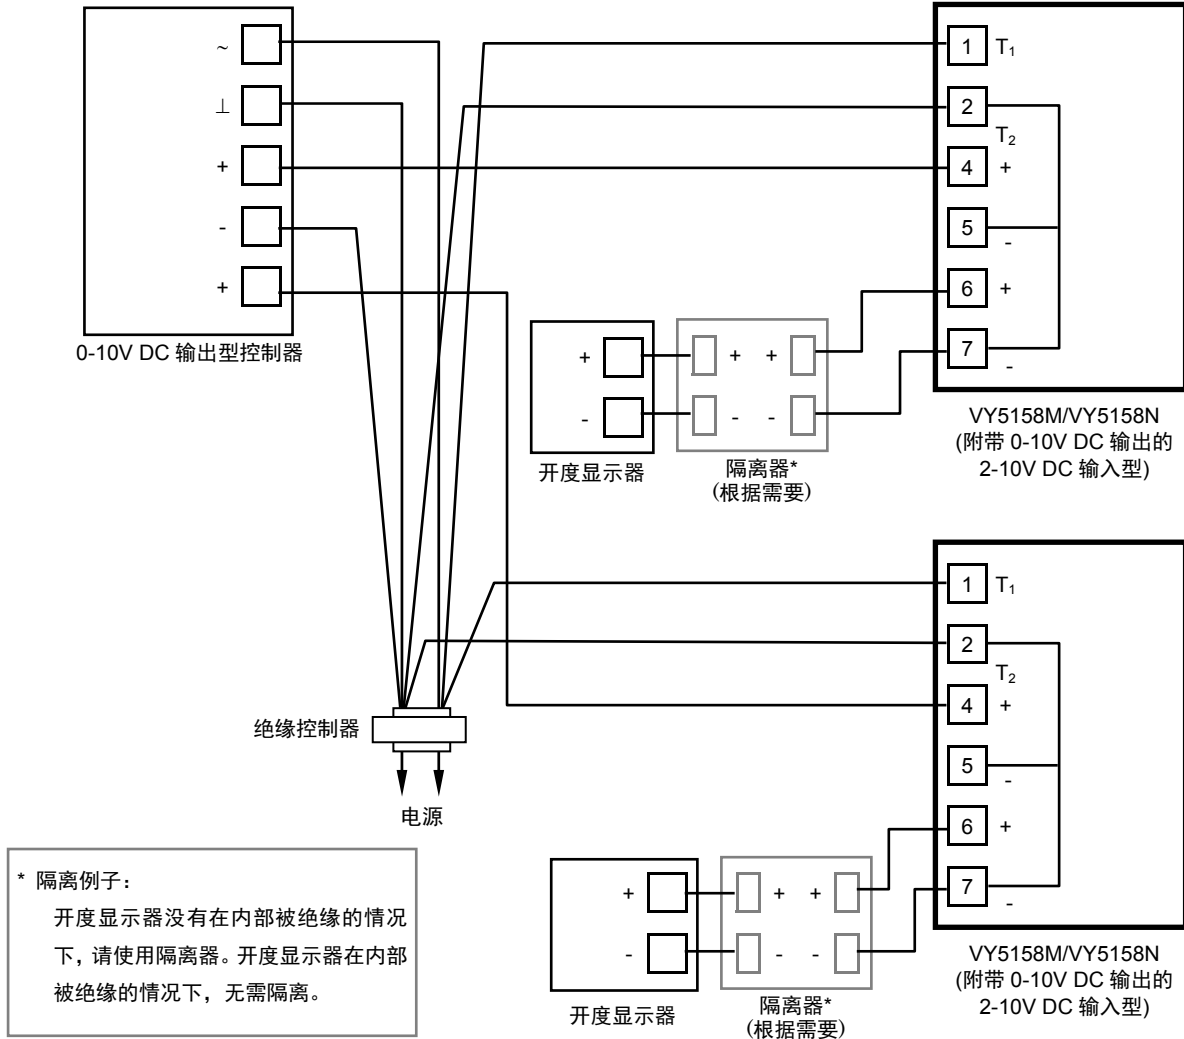 ~
⊥
+
-
+
0-10V DC 输出型控制器
1
T₁
2
T₂
4
+
5
-
6
+
7
-
VY5158M/VY5158N
(附带 0-10V DC 输出的
2-10V DC 输入型)
+
-
开度显示器
+ +
- -
隔离器*
(根据需要)
1
T₁
2
T₂
4
+
5
-
6
+
7
-
VY5158M/VY5158N
(附带 0-10V DC 输出的
2-10V DC 输入型)
绝缘控制器
电源
+
-
开度显示器
+ +
- -
隔离器*
(根据需要)
* 隔离例子：
开度显示器没有在内部被绝缘的情况
下，请使用隔离器。开度显示器在内部
被绝缘的情况下，无需隔离。